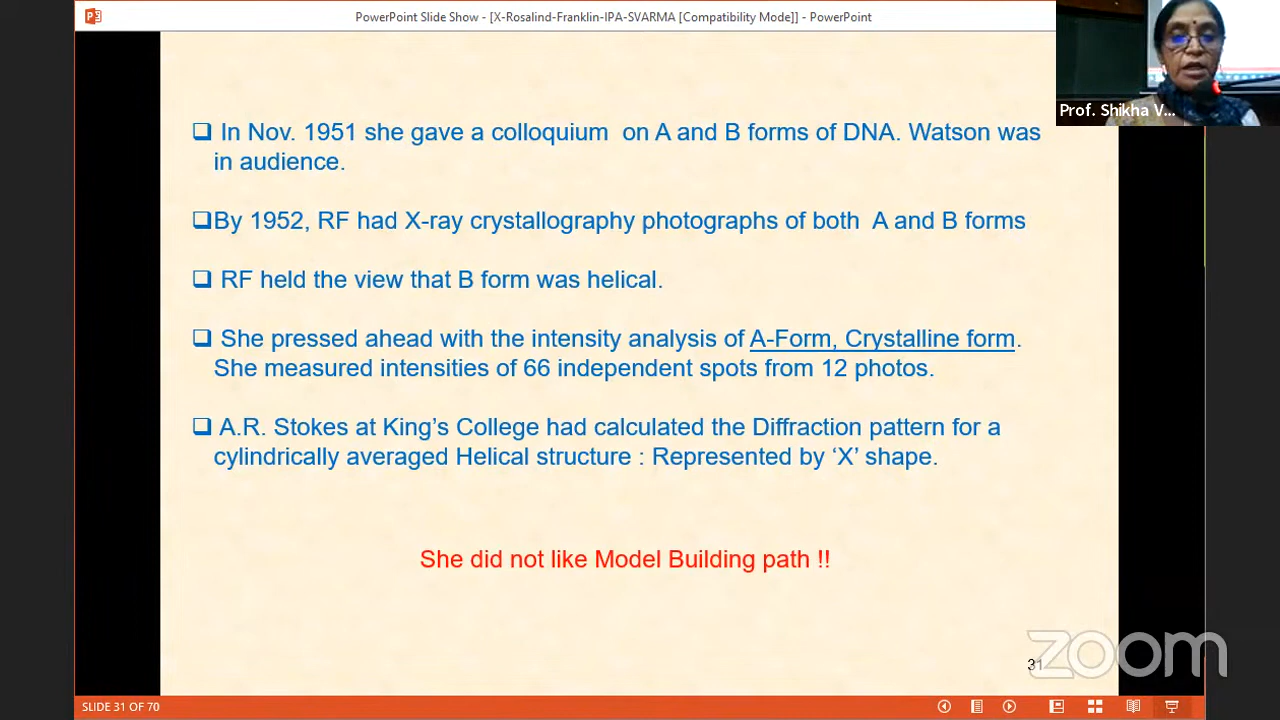 PowerPoint Slide Show - [X-Rosalind-Franklin-IPA-SVARMA [Compatibility Mode]] - PowerPoint
Prof. Shikha V...
❑ In Nov. 1951 she gave a colloquium on A and B forms of DNA. Watson was
in audience.
❑By 1952, RF had X-ray crystallography photographs of both A and B forms
❑ RF held the view that B form was helical.
❑ She pressed ahead with the intensity analysis of A-Form, Crystalline form.
She measured intensities of 66 independent spots from 12 photos.
❑ A.R. Stokes at King’s College had calculated the Diffraction pattern for a
cylindrically averaged Helical structure : Represented by ‘X’ shape.
She did not like Model Building path !!
31
zoom
SLIDE 31 OF 70